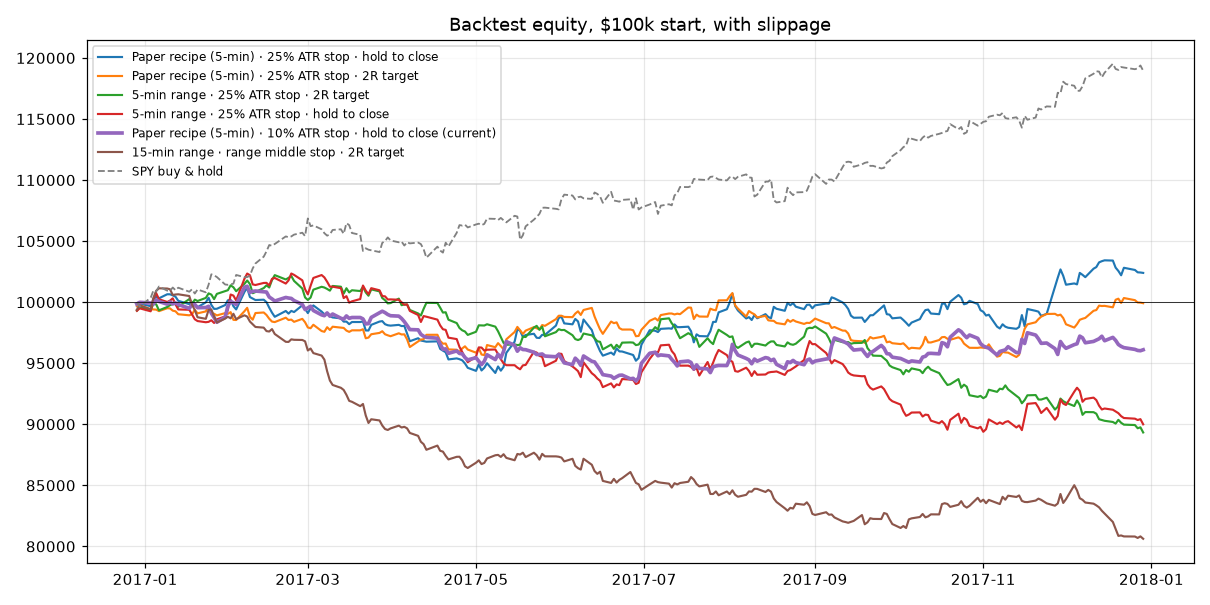 Backtest equity, $100k start, with slippage
120000
115000
110000
105000
100000
95000
90000
85000
80000
Paper recipe (5-min) · 25% ATR stop · hold to close
Paper recipe (5-min) · 25% ATR stop · 2R target
5-min range · 25% ATR stop · 2R target
5-min range · 25% ATR stop · hold to close
Paper recipe (5-min) · 10% ATR stop · hold to close (current)
15-min range · range middle stop · 2R target
SPY buy & hold
2017-01 2017-03 2017-05 2017-07 2017-09 2017-11 2018-01